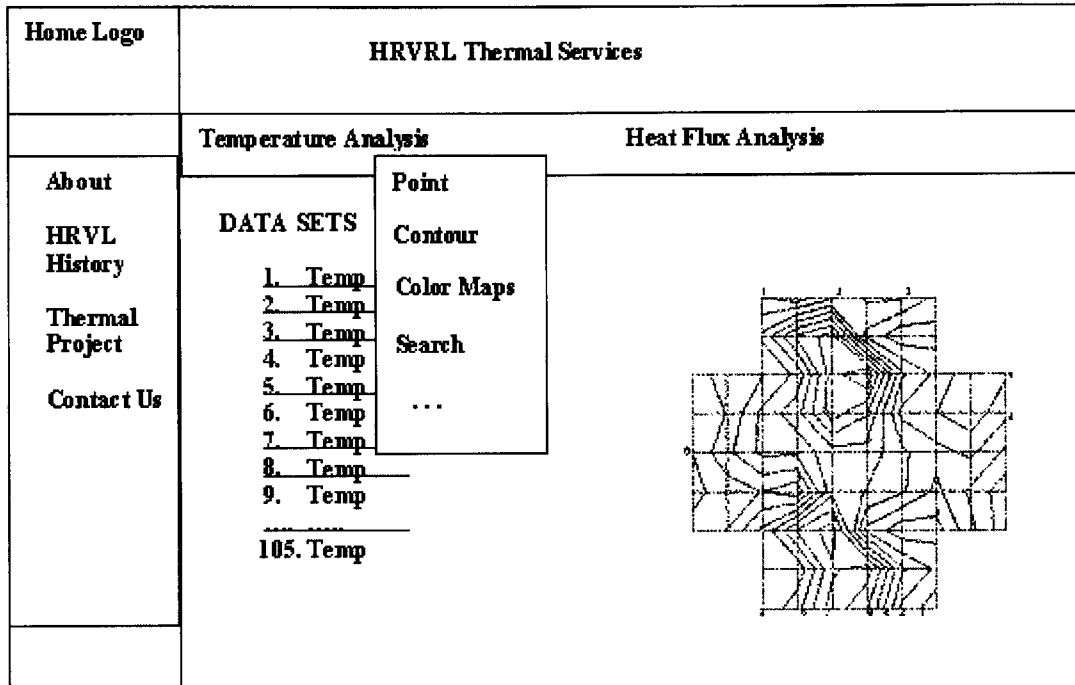 Home Logo
HRVRL Thermal Services
Temperature Analysis
Heat Flux Analysis
About
HRVL
History
Thermal
Project
Contact Us
DATA SETS
1. Temp
2. Temp
3. Temp
4. Temp
5. Temp
6. Temp
7. Temp
8. Temp
9. Temp
.... .....
105. Temp
Point
Contour
Color Maps
Search
...